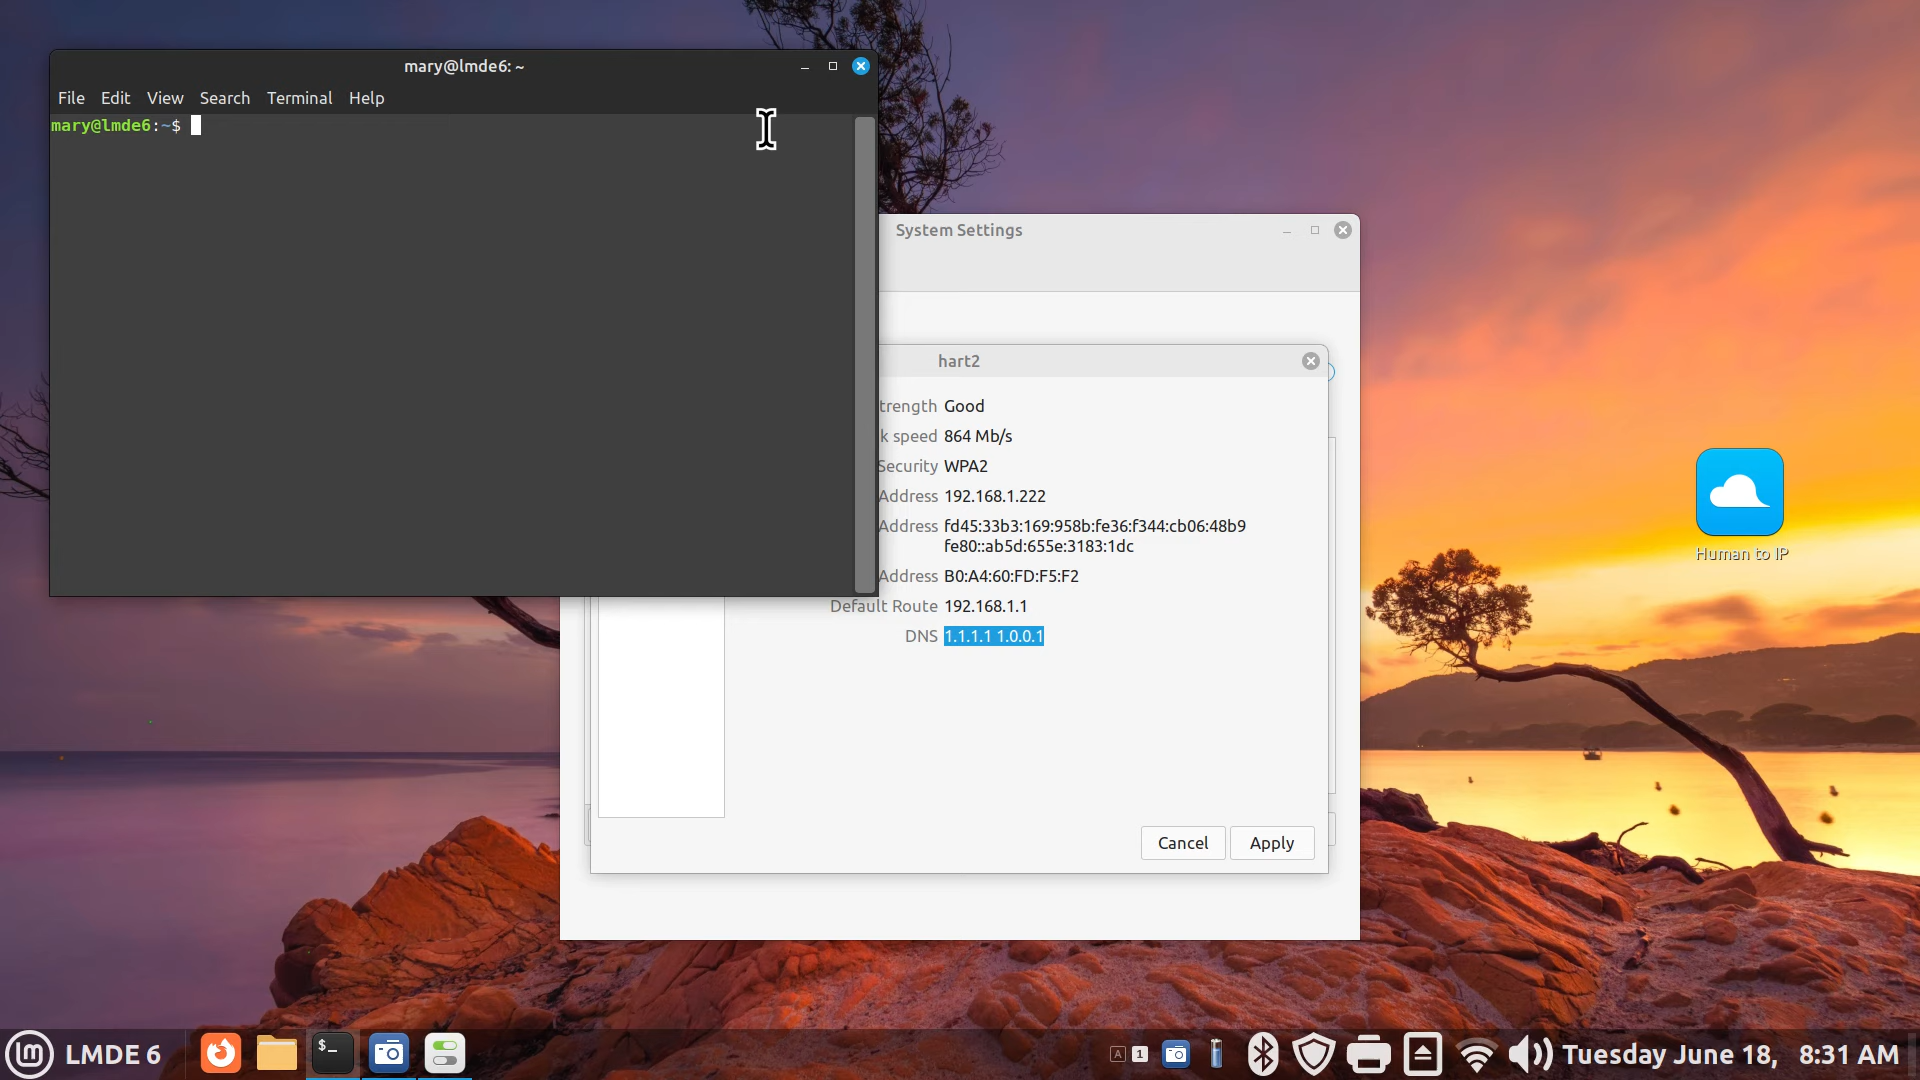 mary@lmde6: ~
File Edit View Search Terminal Help
mary@lmde6:~$
System Settings
hart2
trength Good
k speed 864 Mb/s
Security WPA2
Address 192.168.1.222
Address fd45:33b3:169:958b:fe36:f344:cb06:48b9
fe80::ab5d:655e:3183:1dc
Address B0:A4:60:FD:F5:F2
Default Route 192.168.1.1
DNS 1.1.1.1 1.0.0.1
Cancel Apply
Human to IP
LMDE 6
$_
A 1
Tuesday June 18, 8:31 AM